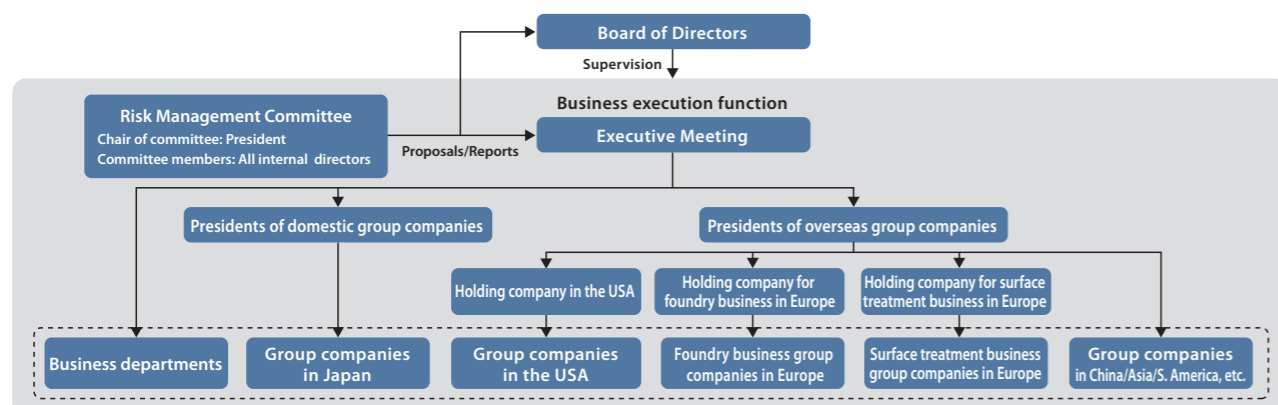 Board of Directors
Supervision
Business execution function
Risk Management Committee
Chair of committee: President
Committee members: All internal directors
Proposals/Reports
Executive Meeting
Presidents of domestic group companies
Presidents of overseas group companies
Holding company in the USA
Holding company for
foundry business in Europe
Holding company for surface
treatment business in Europe
Business departments
Group companies
in Japan
Group companies
in the USA
Foundry business group
companies in Europe
Surface treatment business
group companies in Europe
Group companies
in China/Asia/S. America, etc.